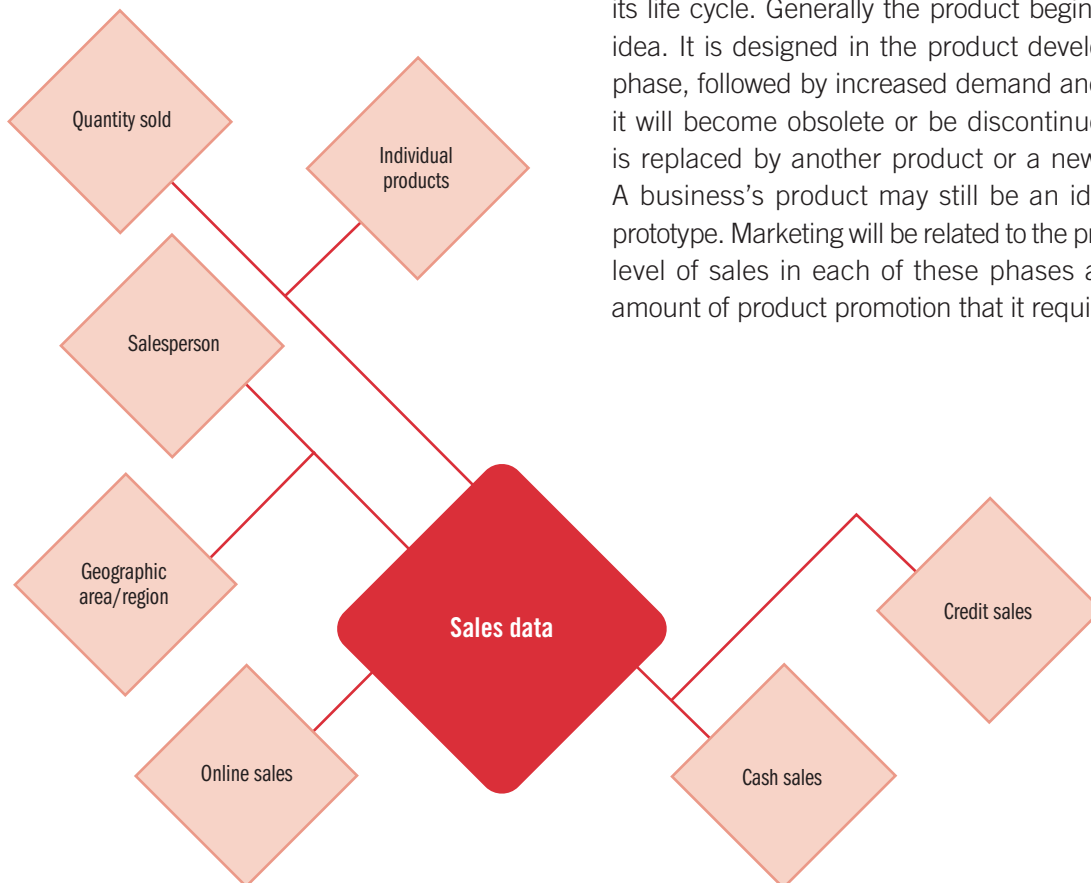 its life cycle. Generally the product begin
idea. It is designed in the product devel
phase, followed by increased demand and
it will become obsolete or be discontinu
is replaced by another product or a new
A business’s product may still be an id
prototype. Marketing will be related to the pr
level of sales in each of these phases a
amount of product promotion that it requi
Quantity sold
Individual
products
Salesperson
Geographic
area/region
Sales data
Credit sales
Online sales
Cash sales